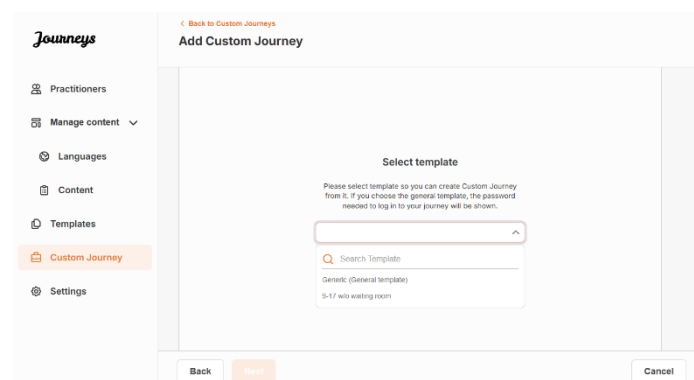 Journeys
< Back to Custom Journeys
Add Custom Journey
Practitioners
Manage content
Languages
Content
Templates
Custom Journey
Settings
Select template
Please select template so you can create Custom Journey
from it. If you choose the general template, the password
needed to log in to your journey will be shown.
Search Template
Generic (General template)
9-17 w/o waiting room
Back
Next
Cancel